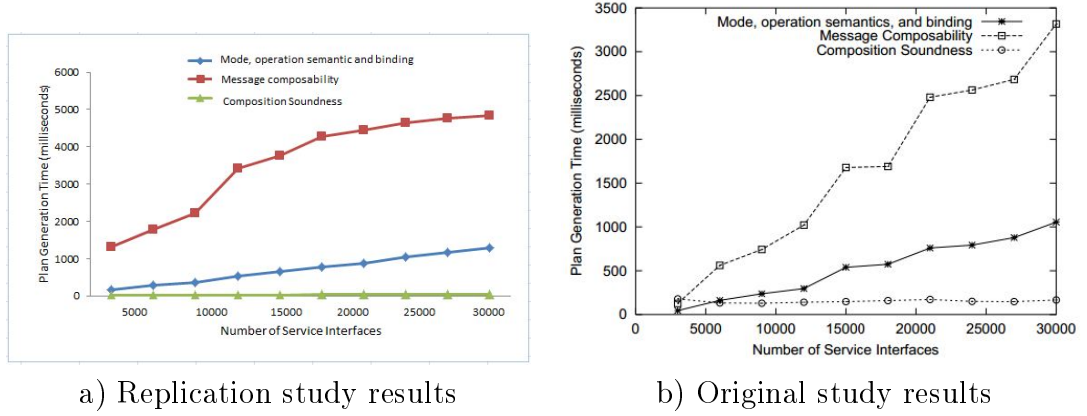 Mode, operation semantic and binding
Message composability
Composition Soundness
6000
5000
4000
3000
2000
1000
0
Plan Generation Time (milliseconds)
5000 10000 15000 20000 25000 30000
Number of Service Interfaces
a) Replication study results
Mode, operation semantics, and binding
Message Composability
Composition Soundness
3500
3000
2500
2000
1500
1000
500
0
Plan Generation Time (milliseconds)
0 5000 10000 15000 20000 25000 30000
Number of Service Interfaces
b) Original study results